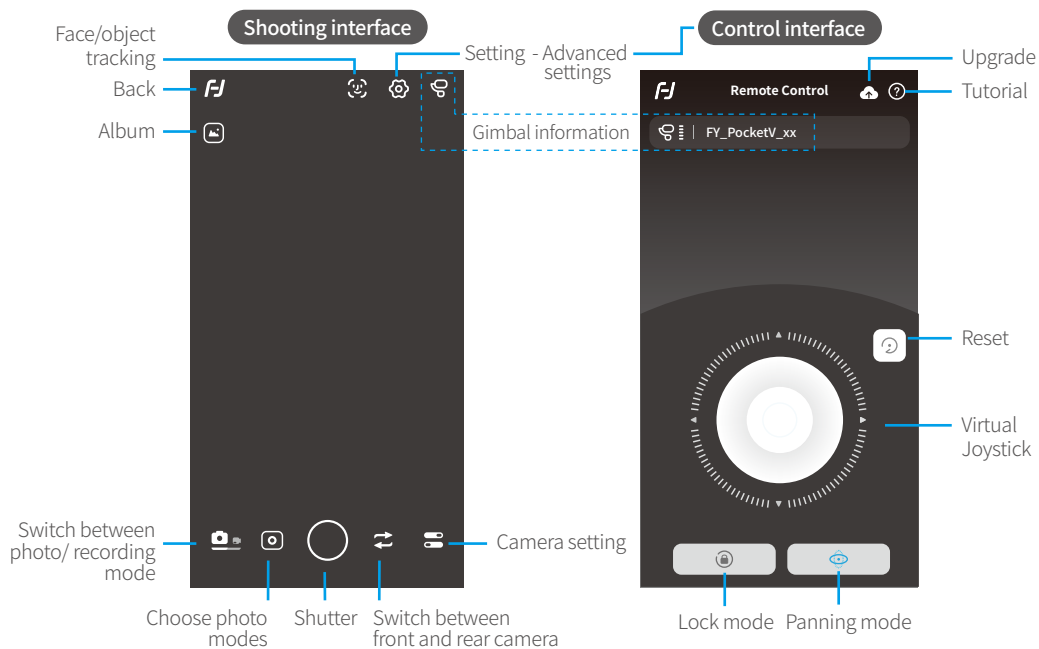 Shooting interface
Control interface
Face/object
tracking
Setting - Advanced
settings
Upgrade
Back
Remote Control
Tutorial
Album
Gimbal information
FY_PocketV_xx
Reset
Virtual
Joystick
Switch between
photo/ recording
mode
Camera setting
Choose photo
modes
Shutter
Switch between
front and rear camera
Lock mode
Panning mode